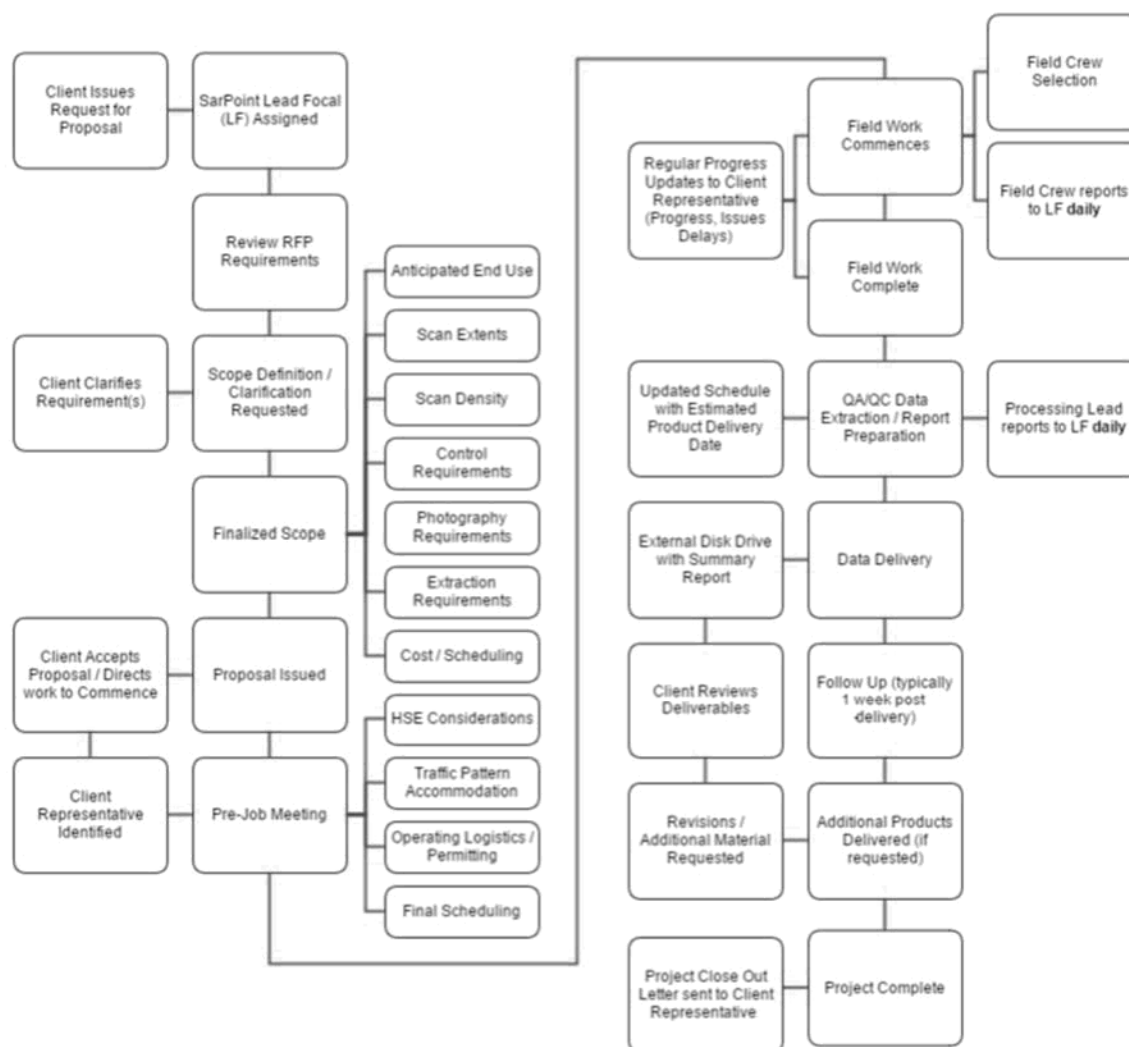 Client Issues
Request for
Proposal
SarPoint Lead Focal
(LF) Assigned
Review RFP
Requirements
Client Clarifies
Requirement(s)
Scope Definition /
Clarification
Requested
Finalized Scope
Anticipated End Use
Scan Extents
Scan Density
Control
Requirements
Photography
Requirements
Extraction
Requirements
Cost / Scheduling
Client Accepts
Proposal / Directs
work to Commence
Proposal Issued
Client
Representative
Identified
Pre-Job Meeting
HSE Considerations
Traffic Pattern
Accommodation
Operating Logistics /
Permitting
Final Scheduling
Field Work
Commences
Field Crew
Selection
Field Crew reports
to LF daily
Regular Progress
Updates to Client
Representative
(Progress, Issues
Delays)
Field Work
Complete
Updated Schedule
with Estimated
Product Delivery
Date
QA/QC Data
Extraction / Report
Preparation
Processing Lead
reports to LF daily
External Disk Drive
with Summary
Report
Data Delivery
Client Reviews
Deliverables
Follow Up (typically
1 week post
delivery)
Revisions /
Additional Material
Requested
Additional Products
Delivered (if
requested)
Project Close Out
Letter sent to Client
Representative
Project Complete